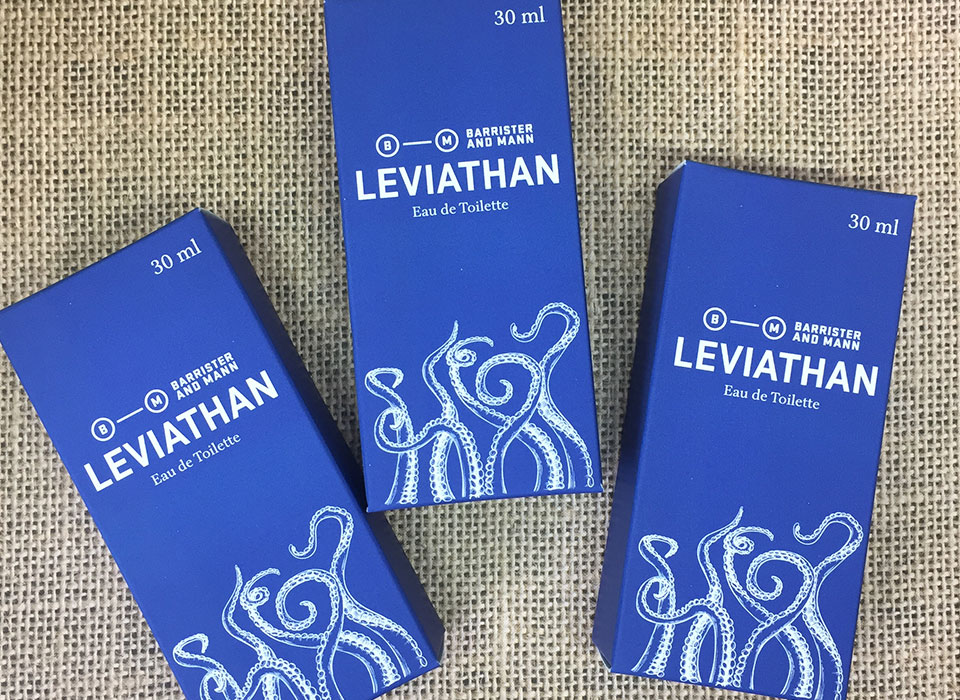 30 ml
B M BARRISTER
AND MANN
LEVIATHAN
Eau de Toilette
30 ml
B M BARRISTER
AND MANN
LEVIATHAN
Eau de Toilette
30 ml
B M BARRISTER
AND MANN
LEVIATHAN
Eau de Toilette